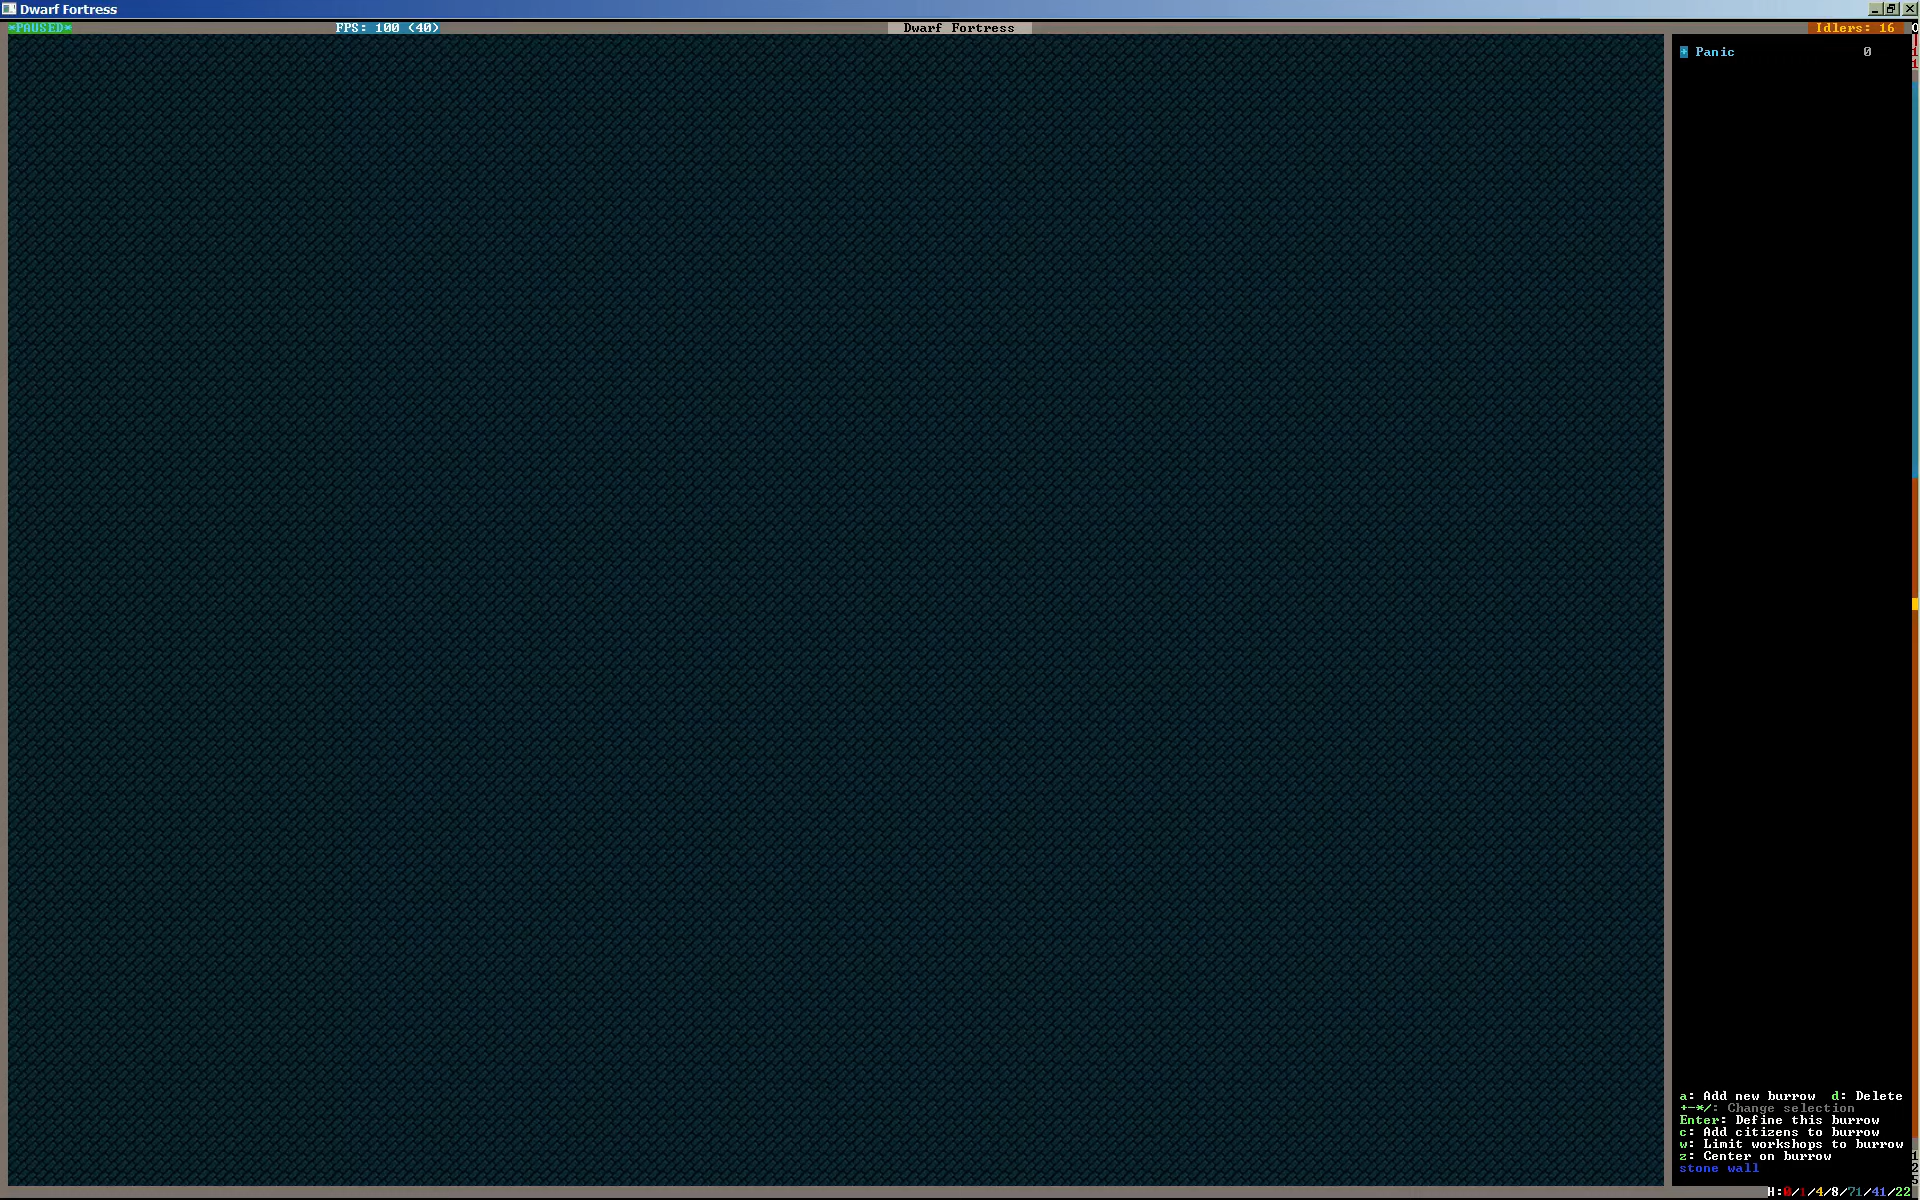 Dwarf Fortress
*PAUSED* FPS: 100 (40) Dwarf Fortress Idlers: 16
+ Panic 0
a: Add new burrow d: Delete
+-*/: Change selection
Enter: Define this burrow
c: Add citizens to burrow
w: Limit workshops to burrow
z: Center on burrow
stone wall
H:0/1/4/8/71/41/22